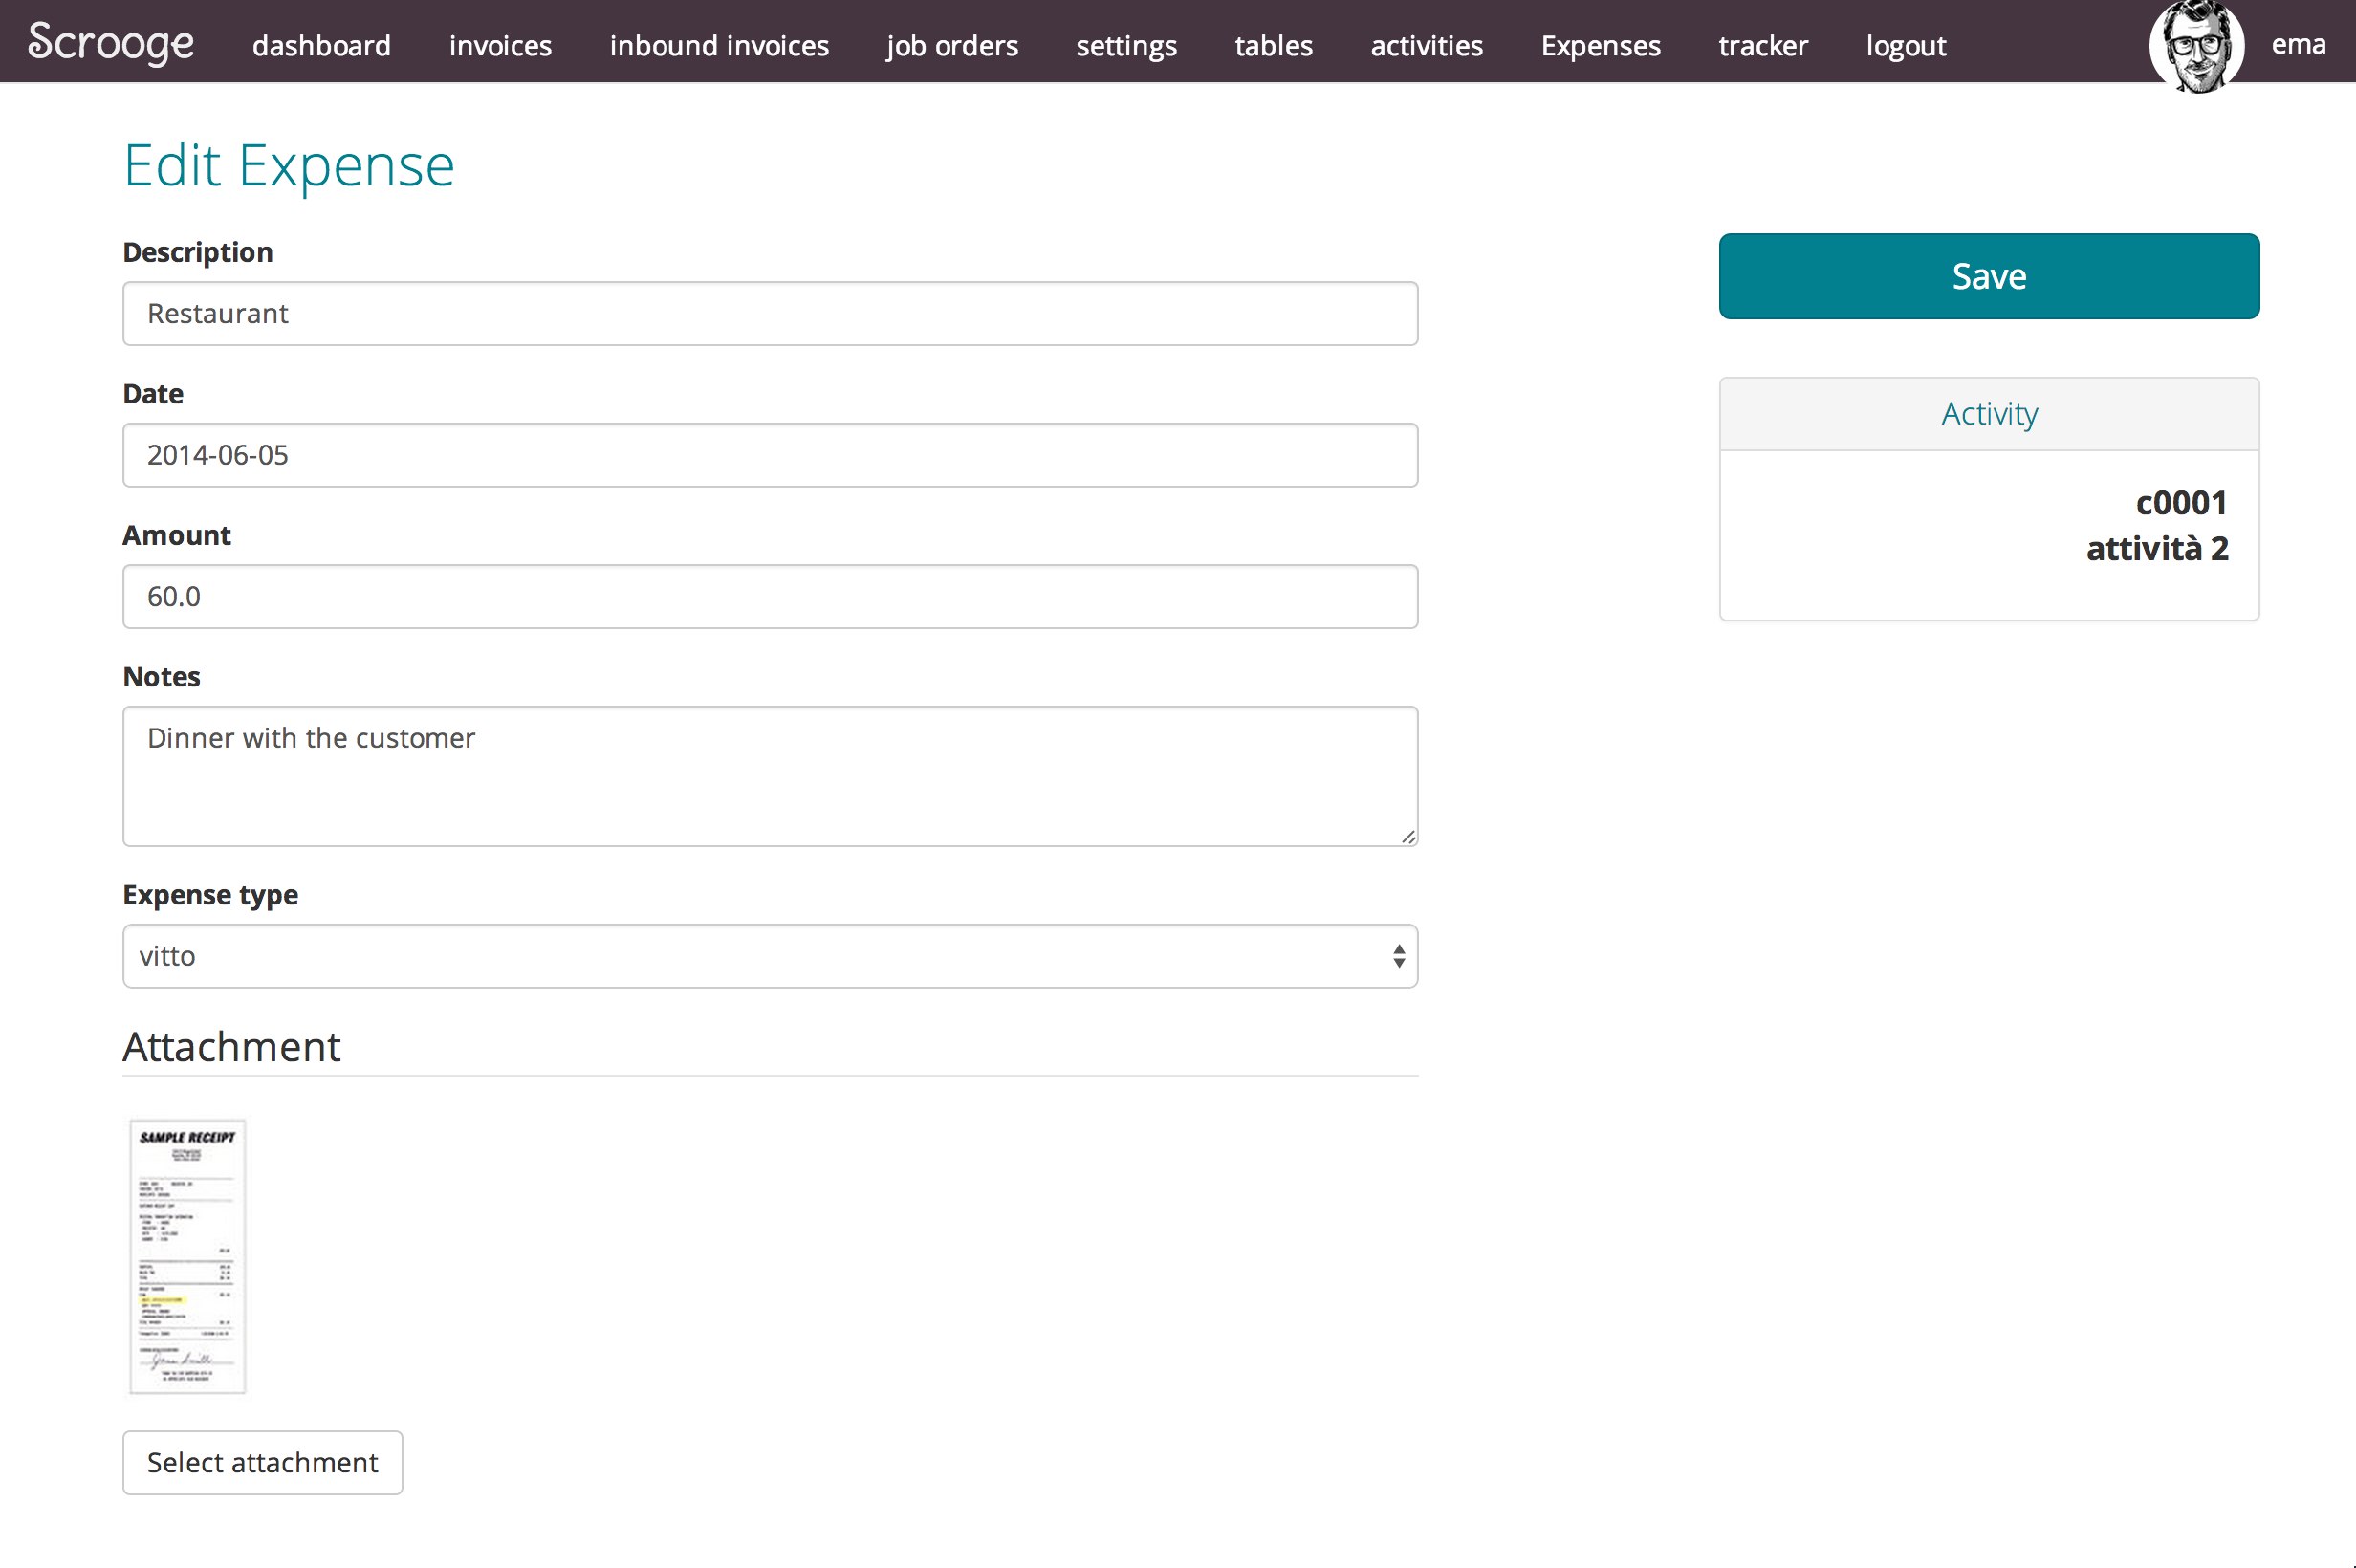 Scrooge dashboard invoices inbound invoices job orders settings tables activities Expenses tracker logout ema
Edit Expense
Description
Restaurant
Save
Date
2014-06-05
Activity
c0001
attività 2
Amount
60.0
Notes
Dinner with the customer
Expense type
vitto
Attachment
SAMPLE RECEIPT
Select attachment